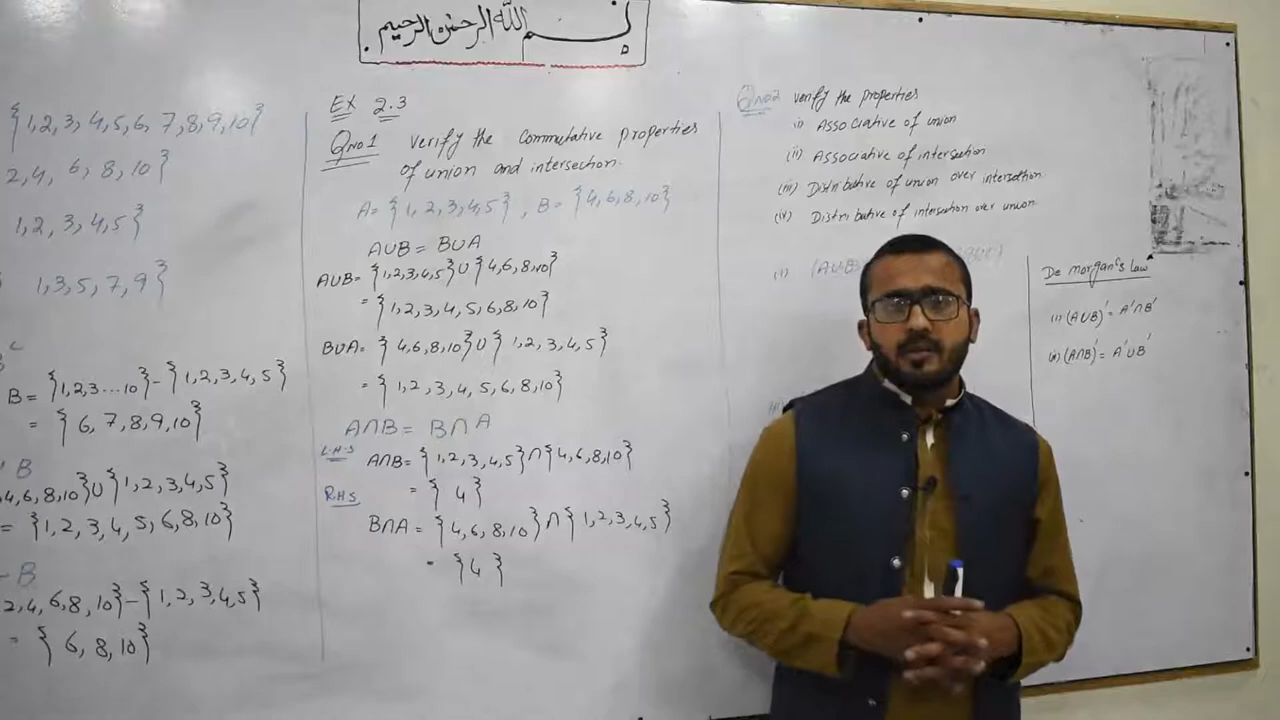 بسم الله الرحمن الرحيم
{1,2,3,4,5,6,7,8,9,10}
2,4,6,8,10}
1,2,3,4,5}
1,3,5,7,9}
B = {1,2,3...10}-{1,2,3,4,5}
= {6,7,8,9,10}
B
4,6,8,10}∪{1,2,3,4,5}
= {1,2,3,4,5,6,8,10}
- B
2,4,6,8,10}-{1,2,3,4,5}
= {6,8,10}
EX 2.3
QNO1 verify the commutative properties
of union and intersection.
A= {1,2,3,4,5}, B= {4,6,8,10}
A∪B = B∪A
A∪B= {1,2,3,4,5}∪{4,6,8,10}
= {1,2,3,4,5,6,8,10}
B∪A= {4,6,8,10}∪{1,2,3,4,5}
= {1,2,3,4,5,6,8,10}
A∩B= B∩A
L.H.S
A∩B= {1,2,3,4,5}∩{4,6,8,10}
= {4}
R.H.S
B∩A = {4,6,8,10}∩{1,2,3,4,5}
= {4}
QNO2 verify the properties
i) Associative of union
(ii) Associative of intersection
(iii) Distributive of union over intersection
(iv) Distributive of intersection over union.
(i) (A∪B)
De morgan's Law
(i) (A∪B)' = A'∩B'
(ii) (A∩B)' = A'∪B'